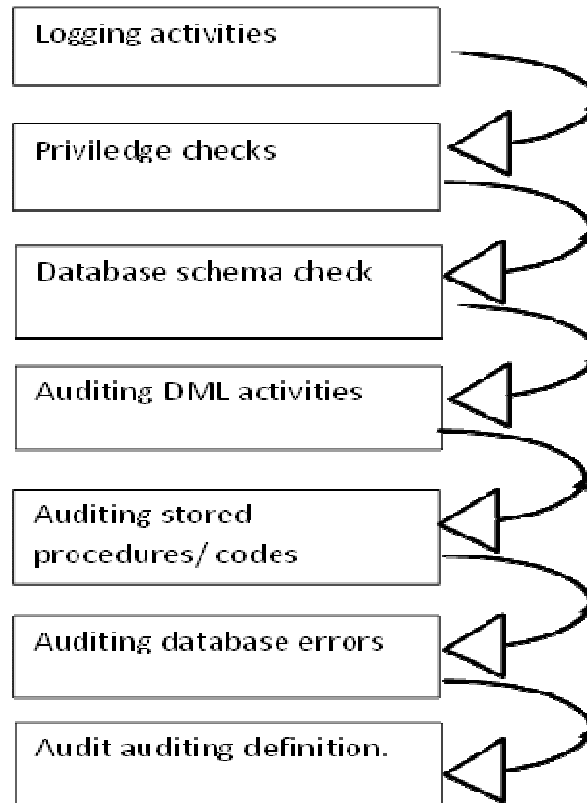 Logging activities
Priviledge checks
Database schema check
Auditing DML activities
Auditing stored
procedures/ codes
Auditing database errors
Audit auditing definition.